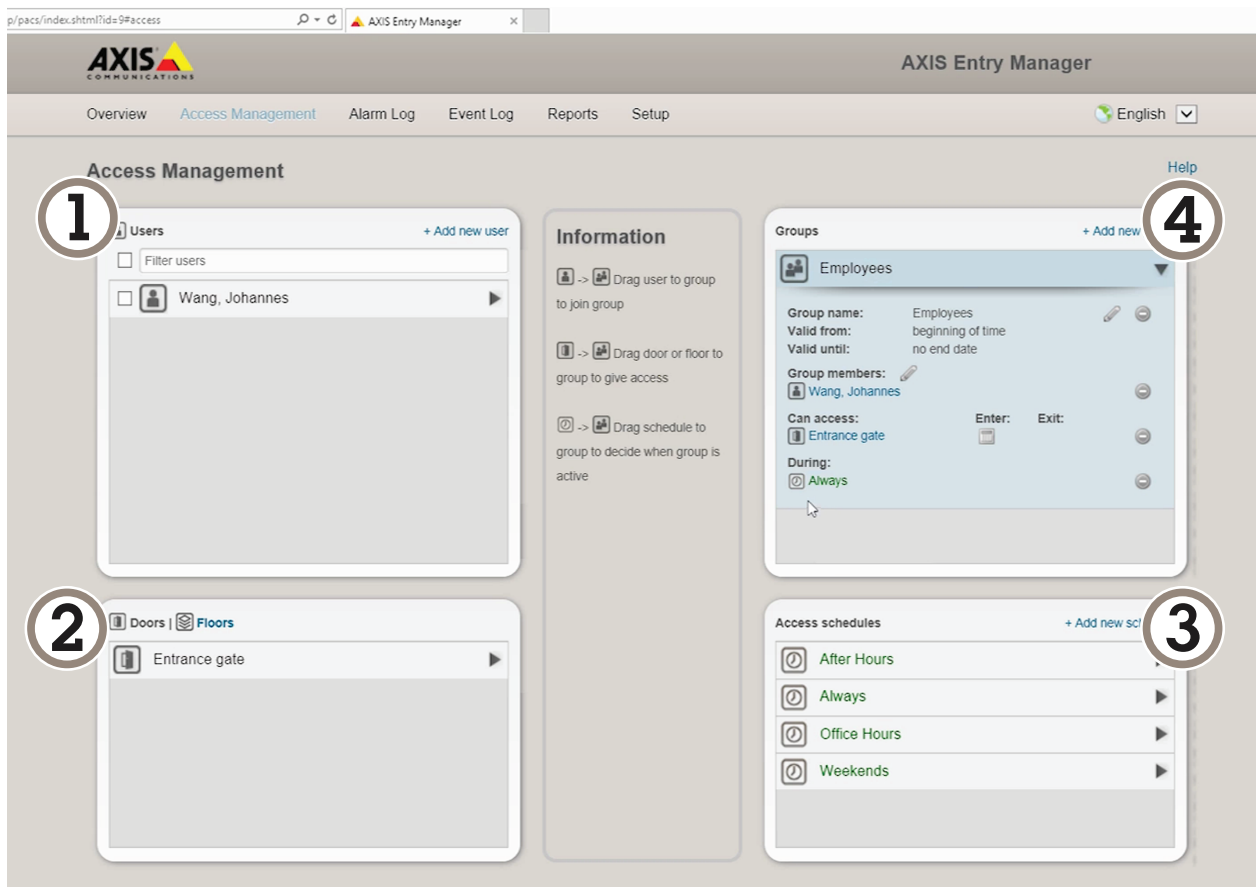 p/pacs/index.shtml?id=9#access
AXIS Entry Manager
AXIS
COMMUNICATIONS
AXIS Entry Manager
Overview Access Management Alarm Log Event Log Reports Setup
English
Access Management
Help
1
Users
+ Add new user
Filter users
Wang, Johannes
Information
-> Drag user to group
to join group
-> Drag door or floor to
group to give access
-> Drag schedule to
group to decide when group is
active
4
Groups
+ Add new
Employees
Group name: Employees
Valid from: beginning of time
Valid until: no end date
Group members:
Wang, Johannes
Can access: Enter: Exit:
Entrance gate
During:
Always
2
Doors | Floors
Entrance gate
3
Access schedules
+ Add new sc
After Hours
Always
Office Hours
Weekends